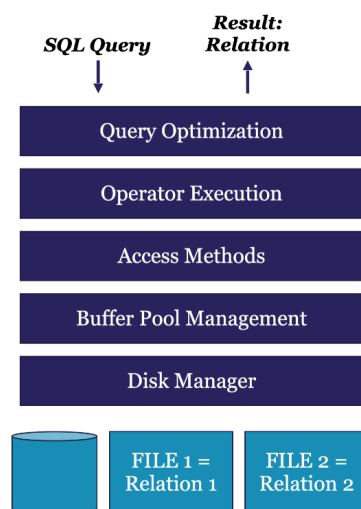 SQL Query
Result:
Relation
Query Optimization
Operator Execution
Access Methods
Buffer Pool Management
Disk Manager
FILE 1 =
Relation 1
FILE 2 =
Relation 2